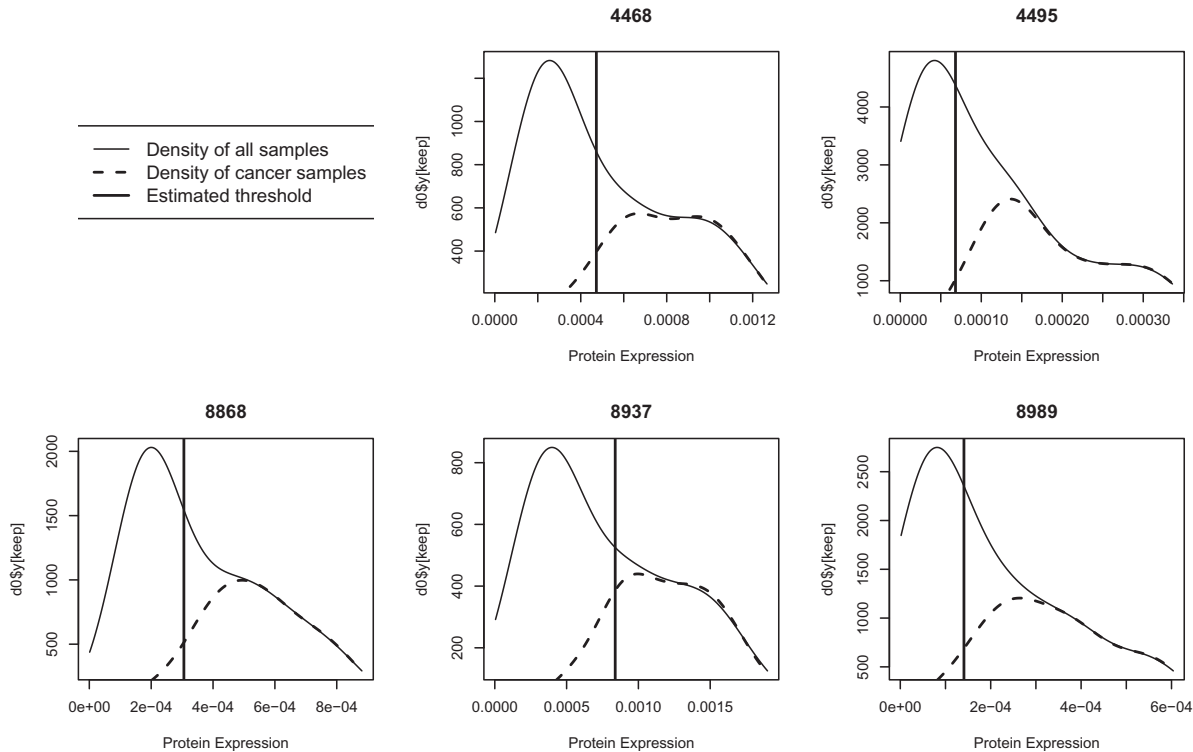 4468
4495
Density of all samples
Density of cancer samples
Estimated threshold
d0$y[keep]
400
600
800
1000
0.0000
0.0004
0.0008
0.0012
Protein Expression
d0$y[keep]
1000
2000
3000
4000
0.00000
0.00010
0.00020
0.00030
Protein Expression
8868
8937
8989
d0$y[keep]
500
1000
1500
2000
0e+00
2e−04
4e−04
6e−04
8e−04
Protein Expression
d0$y[keep]
200
400
600
800
0.0000
0.0005
0.0010
0.0015
Protein Expression
d0$y[keep]
500
1000
1500
2000
2500
0e+00
2e−04
4e−04
6e−04
Protein Expression